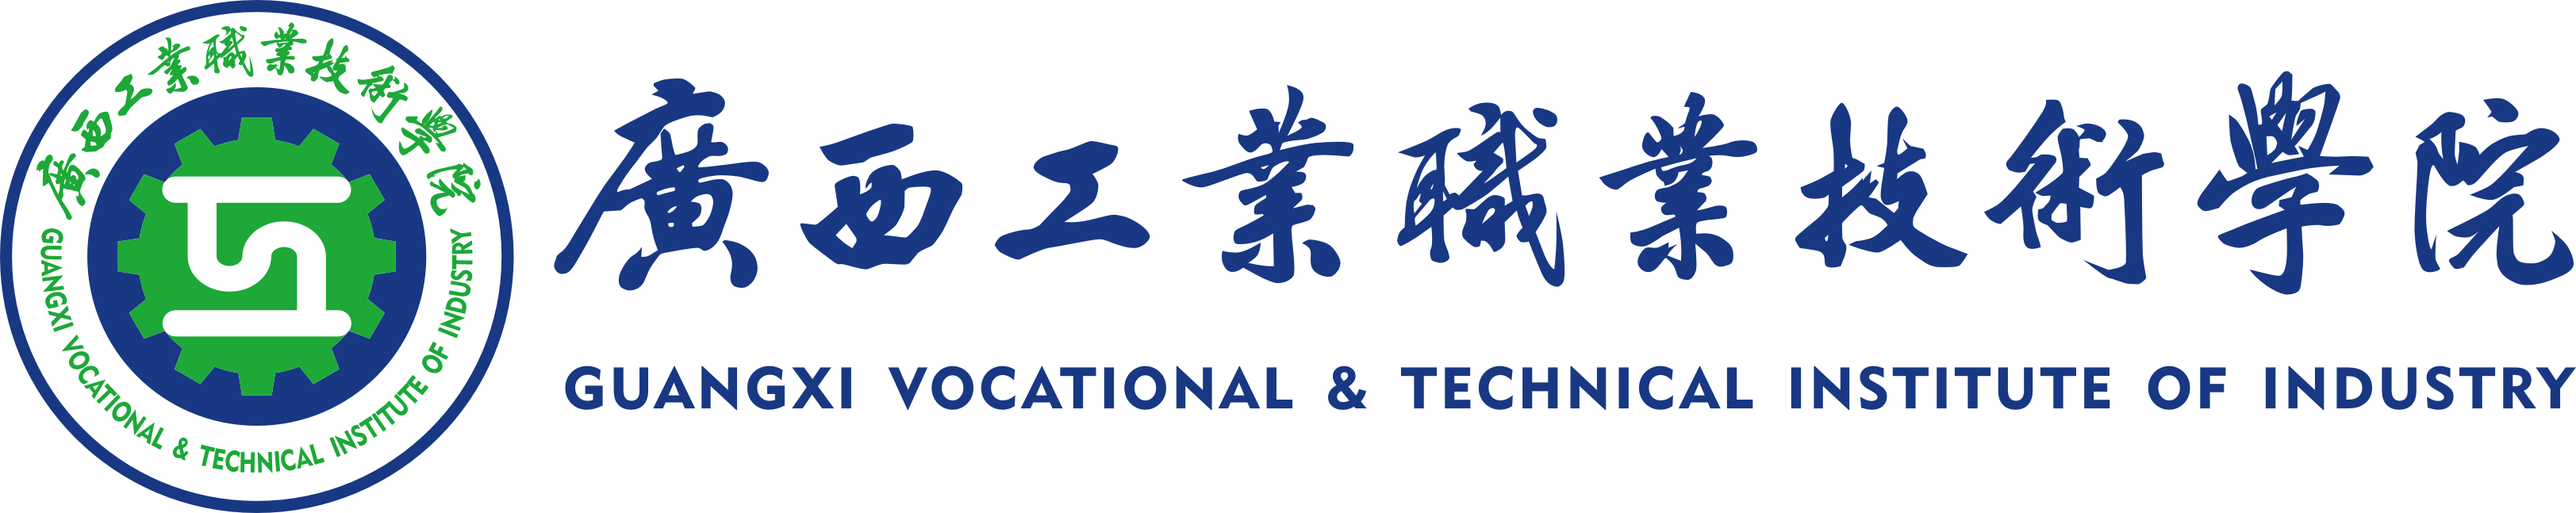 廣西工業職業技術學院
GUANGXI VOCATIONAL & TECHNICAL INSTITUTE OF INDUSTRY
廣西工業職業技術學院
GUANGXI VOCATIONAL & TECHNICAL INSTITUTE OF INDUSTRY